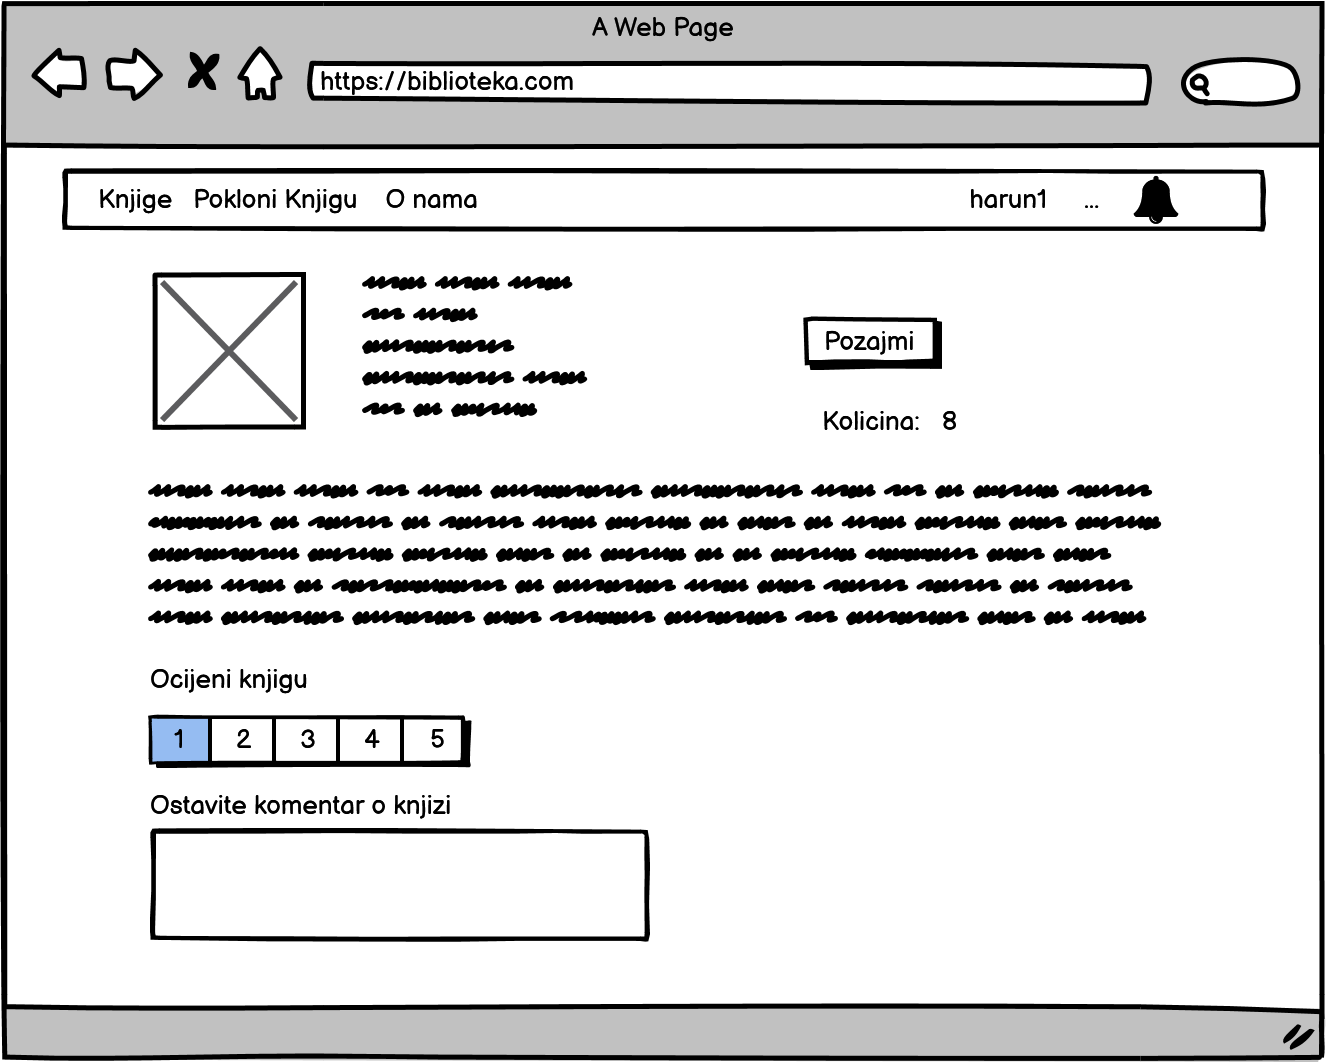 A Web Page
https://biblioteka.com
Knjige Pokloni Knjigu O nama harun1 ...
Pozajmi
Kolicina: 8
Ocijeni knjigu
1 2 3 4 5
Ostavite komentar o knjizi